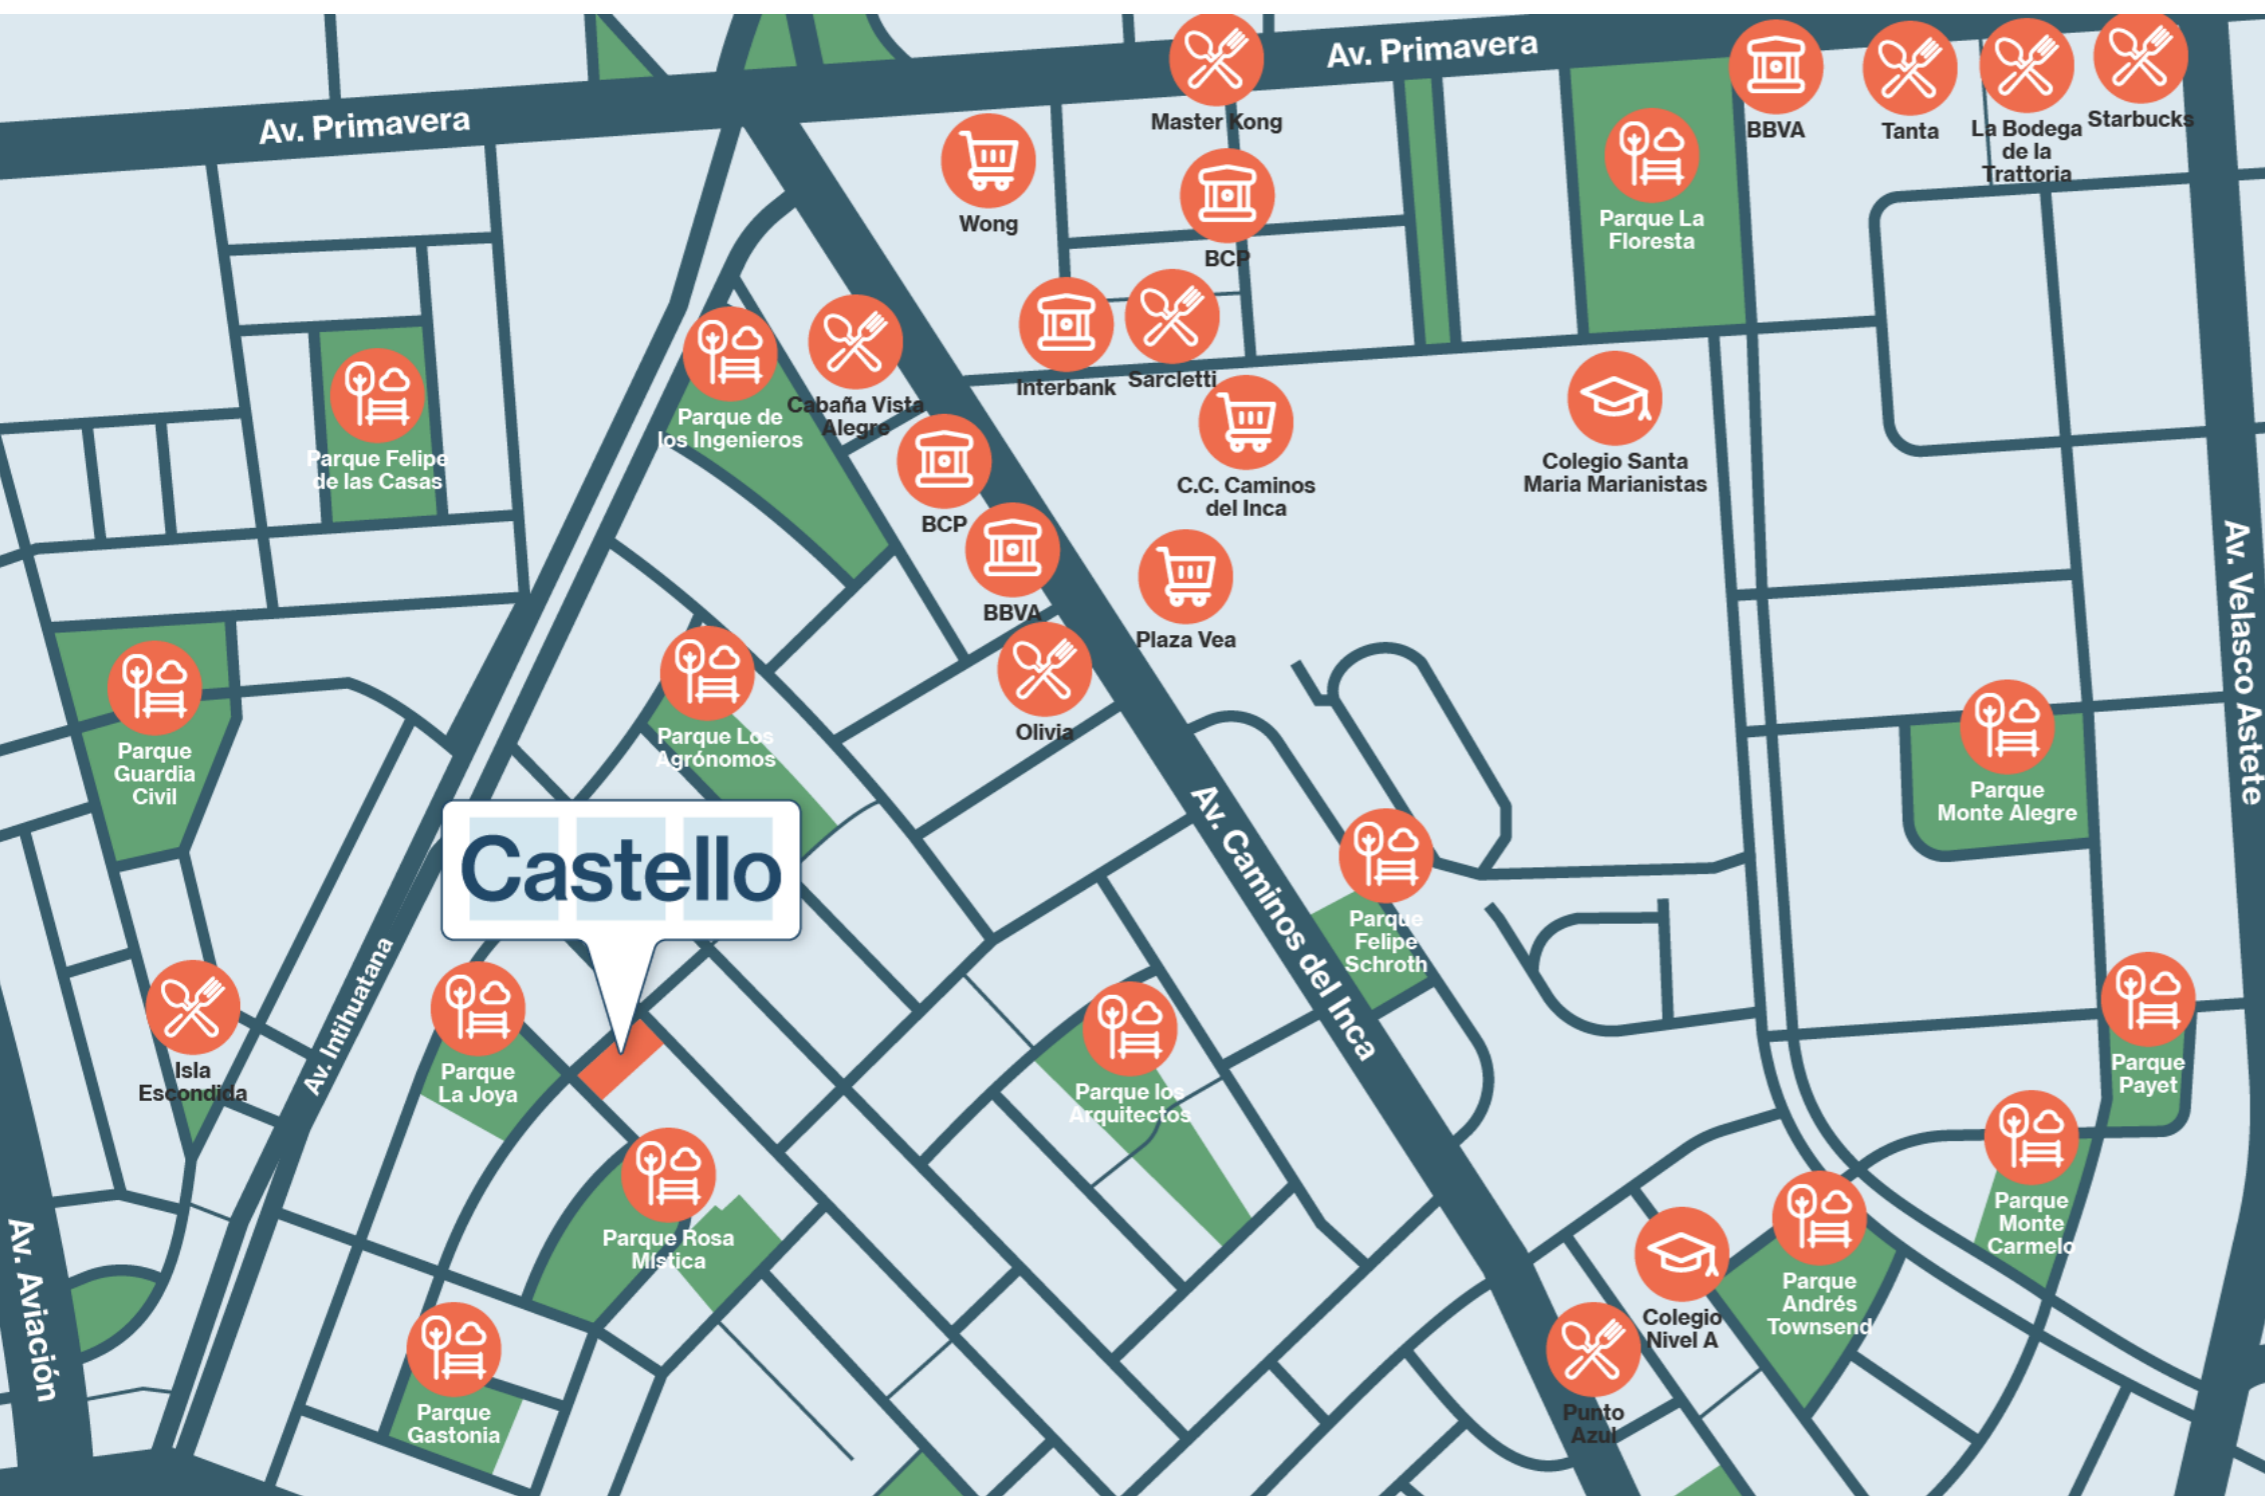 Av. Primavera
Av. Primavera
Master Kong
BBVA
Tanta
La Bodega
de la
Trattoria
Starbucks
Wong
BCP
Parque La
Floresta
Interbank
Sarcletti
Parque de
los Ingenieros
Cabaña Vista
Alegre
Parque Felipe
de las Casas
BCP
C.C. Caminos
del Inca
Colegio Santa
Maria Marianistas
BBVA
Plaza Vea
Av. Velasco Astete
Parque
Guardia
Civil
Parque Los
Agrónomos
Olivia
Parque
Monte Alegre
Castello
Av. Caminos del Inca
Parque
Felipe
Schroth
Av. Intihuatana
Isla
Escondida
Parque
La Joya
Parque los
Arquitectos
Parque
Payet
Parque Rosa
Mística
Parque
Monte
Carmelo
Av. Aviación
Colegio
Nivel A
Parque
Andrés
Townsend
Parque
Gastonia
Punto
Azul